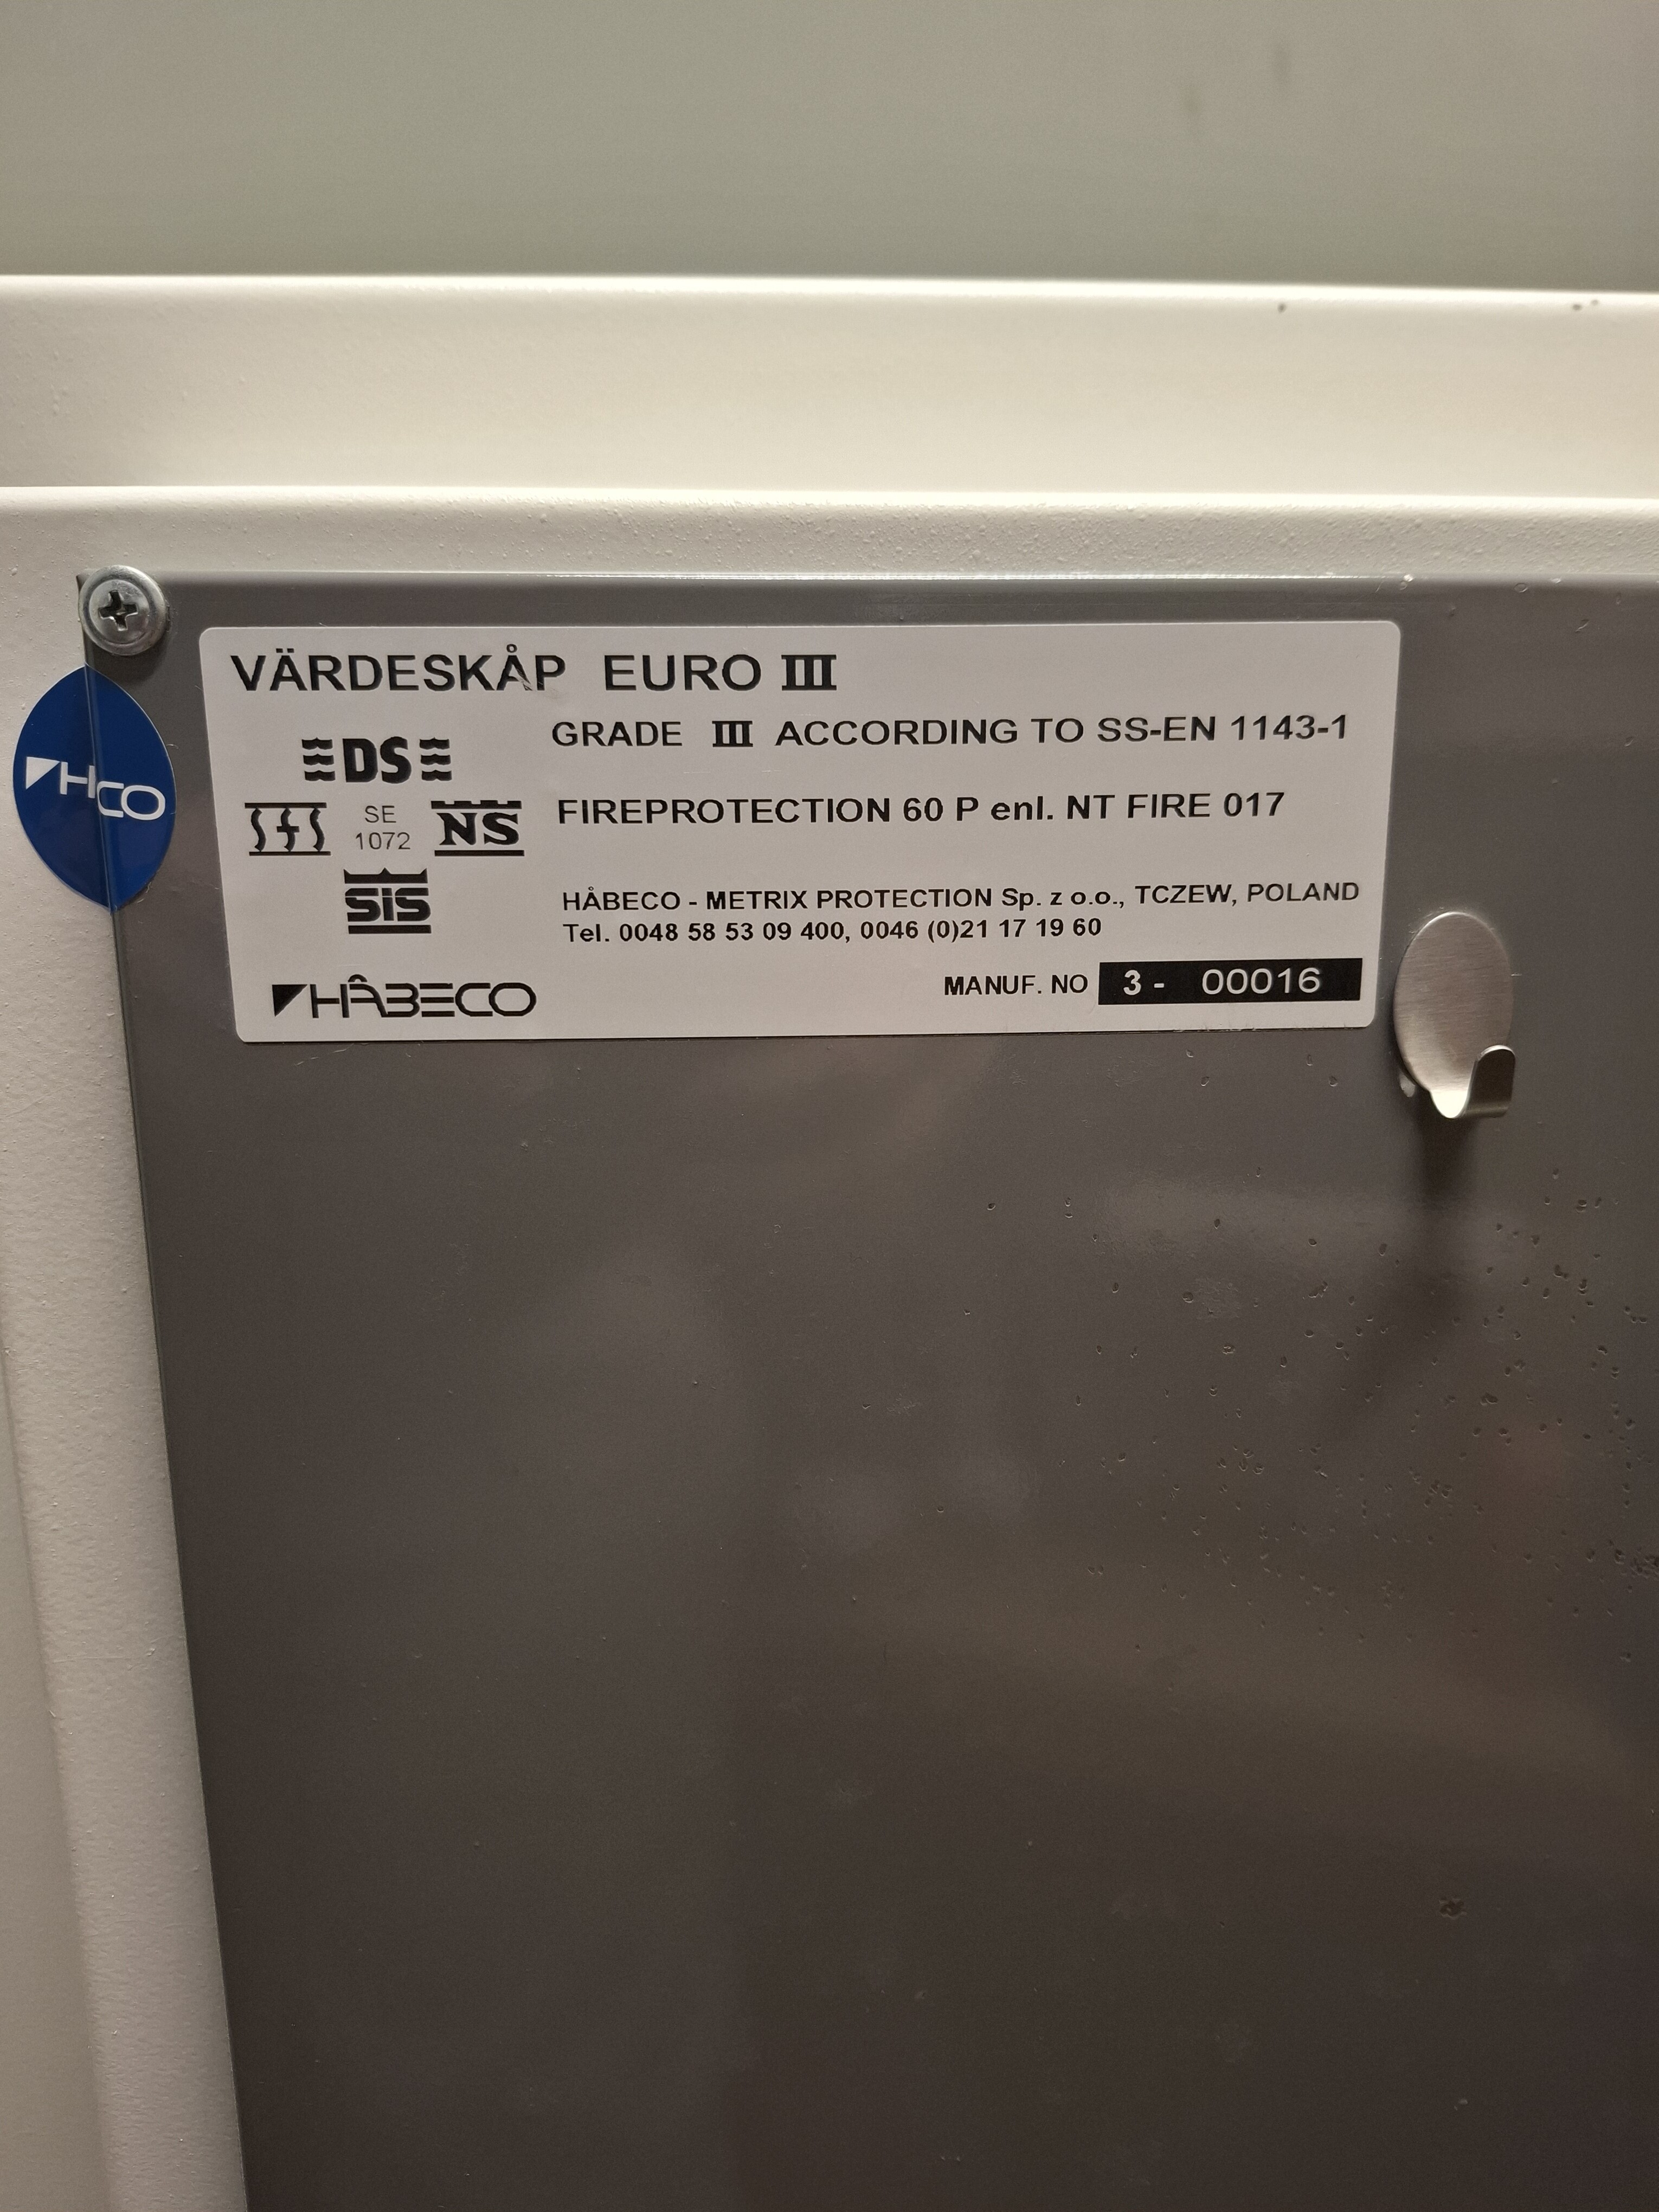 VÄRDESKÅP EURO III
GRADE III ACCORDING TO SS-EN 1143-1
DS
SFS
SE
1072
NS
SIS
FIREPROTECTION 60 P enl. NT FIRE 017
HÅBECO - METRIX PROTECTION Sp. z o.o., TCZEW, POLAND
Tel. 0048 58 53 09 400, 0046 (0)21 17 19 60
HÅBECO
MANUF. NO 3 - 00016
HCO